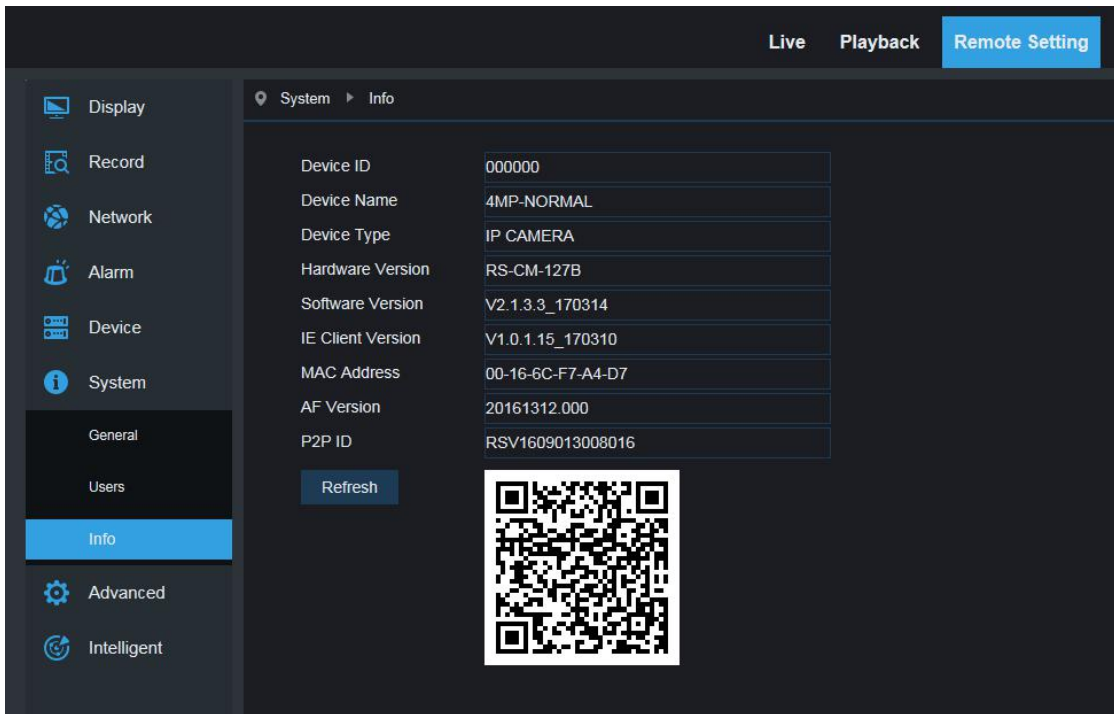 Live Playback Remote Setting
System Info
Display
Record
Network
Alarm
Device
System
General
Users
Info
Advanced
Intelligent
Device ID 000000
Device Name 4MP-NORMAL
Device Type IP CAMERA
Hardware Version RS-CM-127B
Software Version V2.1.3.3_170314
IE Client Version V1.0.1.15_170310
MAC Address 00-16-6C-F7-A4-D7
AF Version 20161312.000
P2P ID RSV1609013008016
Refresh